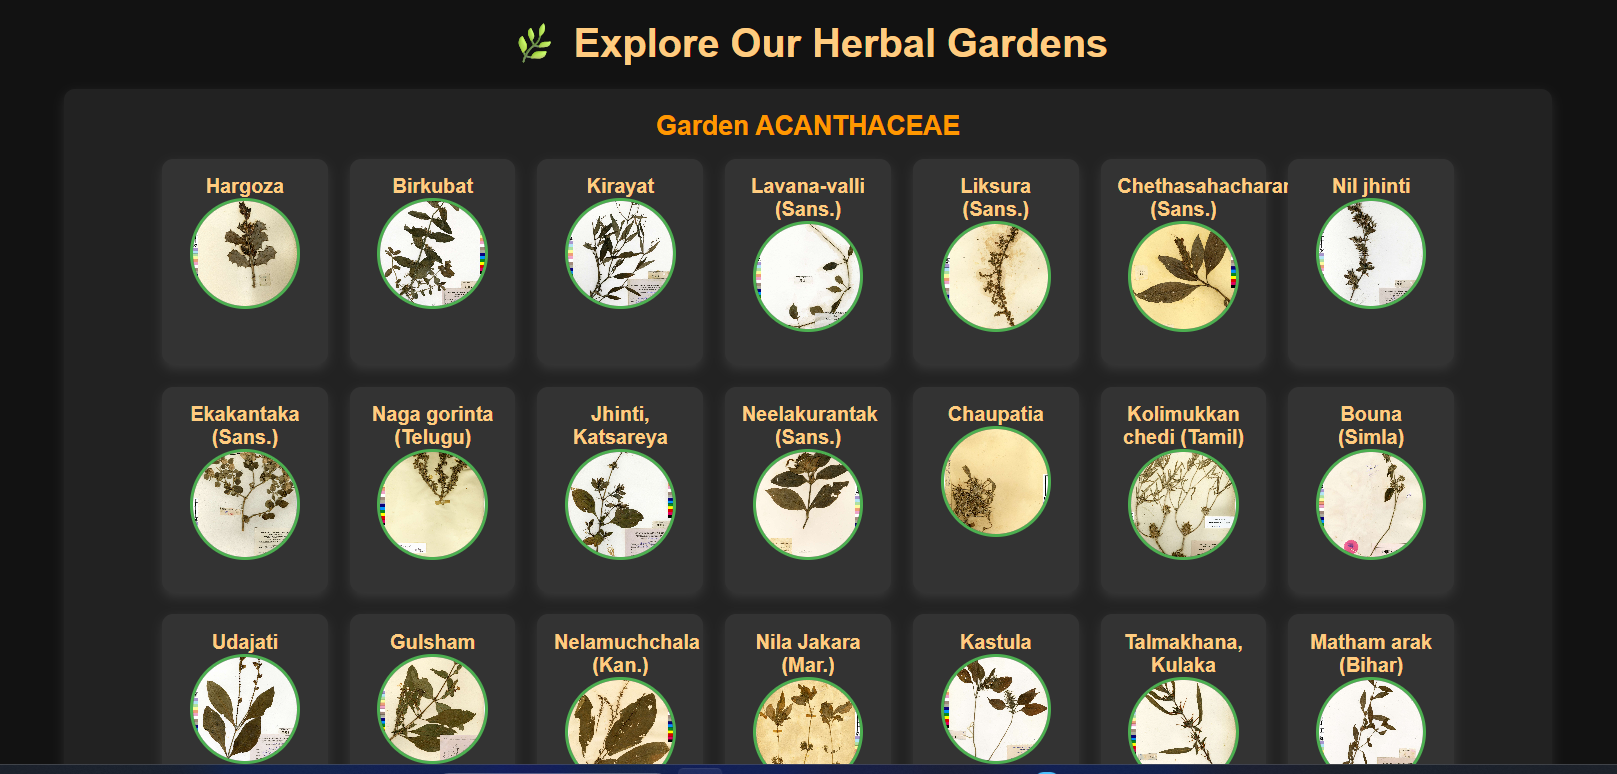 Explore Our Herbal Gardens
Garden ACANTHACEAE
Hargoza
Birkubat
Kirayat
Lavana-valli
(Sans.)
Liksura
(Sans.)
Chethasahacharam
(Sans.)
Nil jhinti
Ekakantaka
(Sans.)
Naga gorinta
(Telugu)
Jhinti,
Katsareya
Neelakurantak
(Sans.)
Chaupatia
Kolimukkan
chedi (Tamil)
Bouna
(Simla)
Udajati
Gulsham
Nelamuchchala
(Kan.)
Nila Jakara
(Mar.)
Kastula
Talmakhana,
Kulaka
Matham arak
(Bihar)